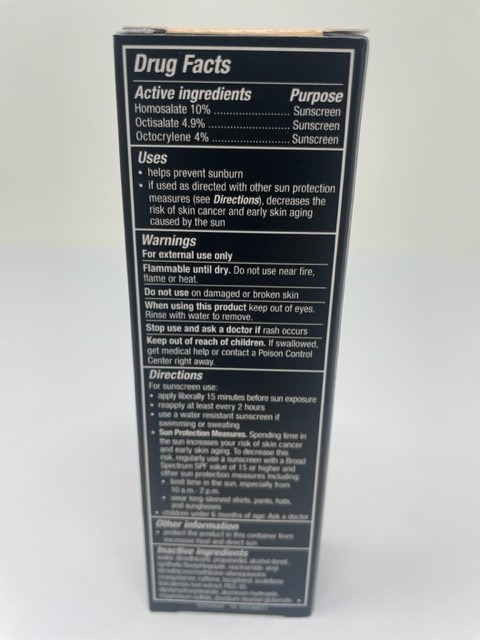 Drug Facts
Active ingredients Purpose
Homosalate 10% ........................ Sunscreen
Octisalate 4.9% ........................ Sunscreen
Octocrylene 4% ........................ Sunscreen
Uses
• helps prevent sunburn
• if used as directed with other sun protection
measures (see Directions), decreases the
risk of skin cancer and early skin aging
caused by the sun
Warnings
For external use only
Flammable until dry. Do not use near fire,
flame or heat.
Do not use on damaged or broken skin
When using this product keep out of eyes.
Rinse with water to remove.
Stop use and ask a doctor if rash occurs
Keep out of reach of children. If swallowed,
get medical help or contact a Poison Control
Center right away.
Directions
For sunscreen use:
• apply liberally 15 minutes before sun exposure
• reapply at least every 2 hours
• use a water resistant sunscreen if
swimming or sweating
• Sun Protection Measures. Spending time in
the sun increases your risk of skin cancer
and early skin aging. To decrease this
risk, regularly use a sunscreen with a Broad
Spectrum SPF value of 15 or higher and
other sun protection measures including:
• limit time in the sun, especially from
10 a.m. - 2 p.m.
• wear long-sleeved shirts, pants, hats,
and sunglasses
• children under 6 months of age: Ask a doctor
Other information
• protect the product in this container from
excessive heat and direct sun
Inactive ingredients
water, dimethicone, propanediol, alcohol denat.,